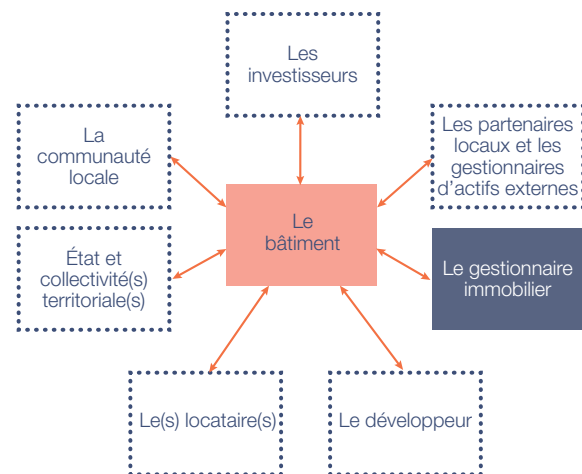 Les
investisseurs
La
communauté
locale
Les partenaires
locaux et les
gestionnaires
d'actifs externes
Le
bâtiment
État et
collectivité(s)
territoriale(s)
Le gestionnaire
immobilier
Le(s) locataire(s)
Le développeur